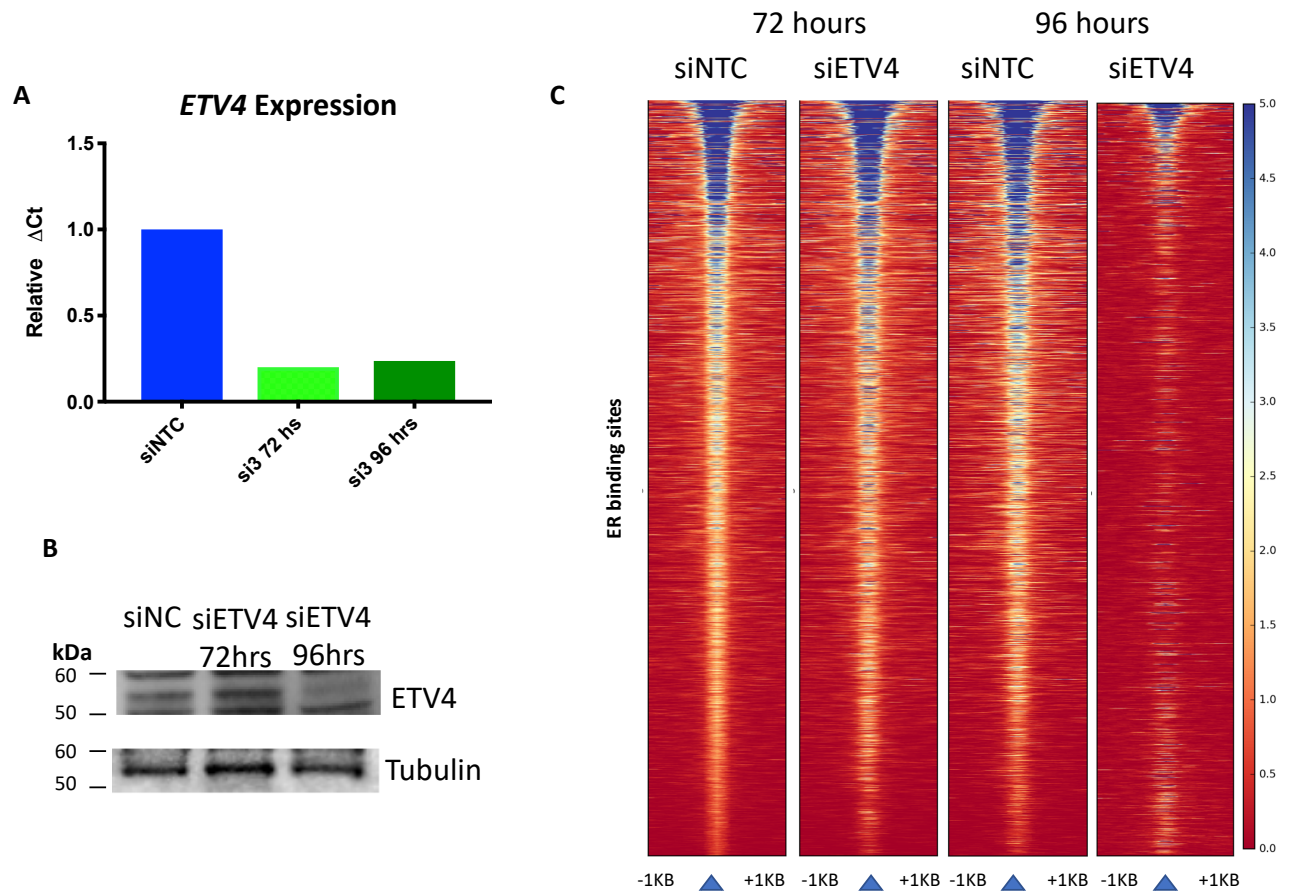 A
ETV4 Expression
Relative ΔCt
1.5
1.0
0.5
0.0
siNTC
si3 72 hs
si3 96 hrs
B
siNC siETV4 siETV4
72hrs 96hrs
kDa
60
50
ETV4
60
50
Tubulin
C
72 hours 96 hours
siNTC siETV4 siNTC siETV4
ER binding sites
5.0
4.5
4.0
3.5
3.0
2.5
2.0
1.5
1.0
0.5
0.0
-1KB +1KB -1KB +1KB -1KB +1KB -1KB +1KB